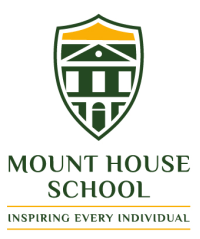 MOUNT HOUSE
SCHOOL
INSPIRING EVERY INDIVIDUAL